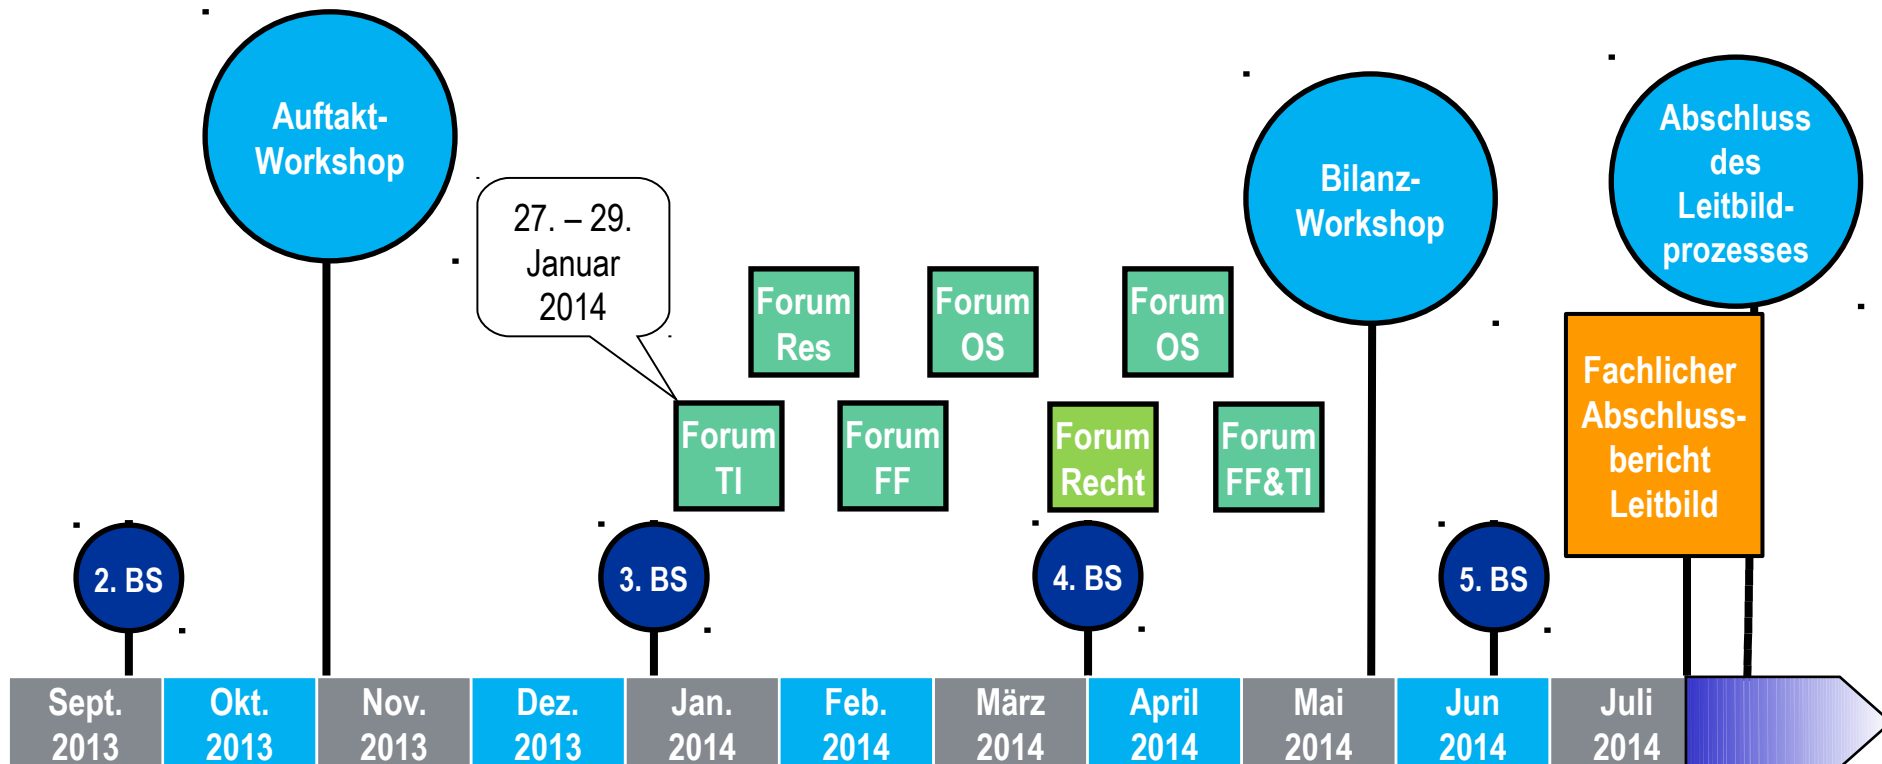 Auftakt-
Workshop
27. – 29.
Januar
2014
Bilanz-
Workshop
Abschluss
des
Leitbild-
prozesses
Forum
Res
Forum
OS
Forum
OS
Forum
TI
Forum
FF
Forum
Recht
Forum
FF&TI
Fachlicher
Abschluss-
bericht
Leitbild
2. BS
3. BS
4. BS
5. BS
Sept.
2013
Okt.
2013
Nov.
2013
Dez.
2013
Jan.
2014
Feb.
2014
März
2014
April
2014
Mai
2014
Jun
2014
Juli
2014